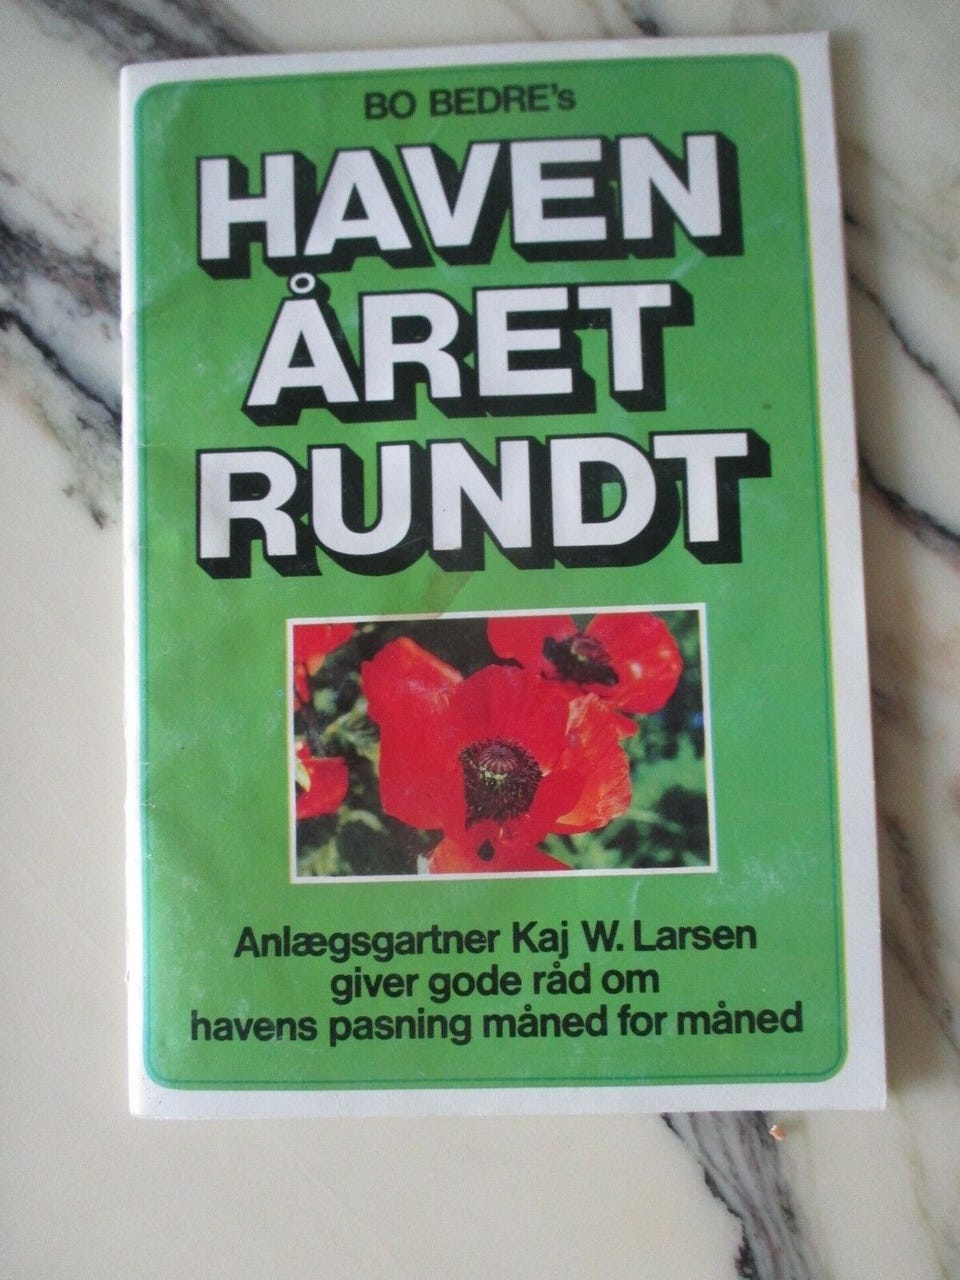 BO BEDRE's
HAVEN
ÅRET
RUNDT
Anlægsgartner Kaj W. Larsen
giver gode råd om
havens pasning måned for måned